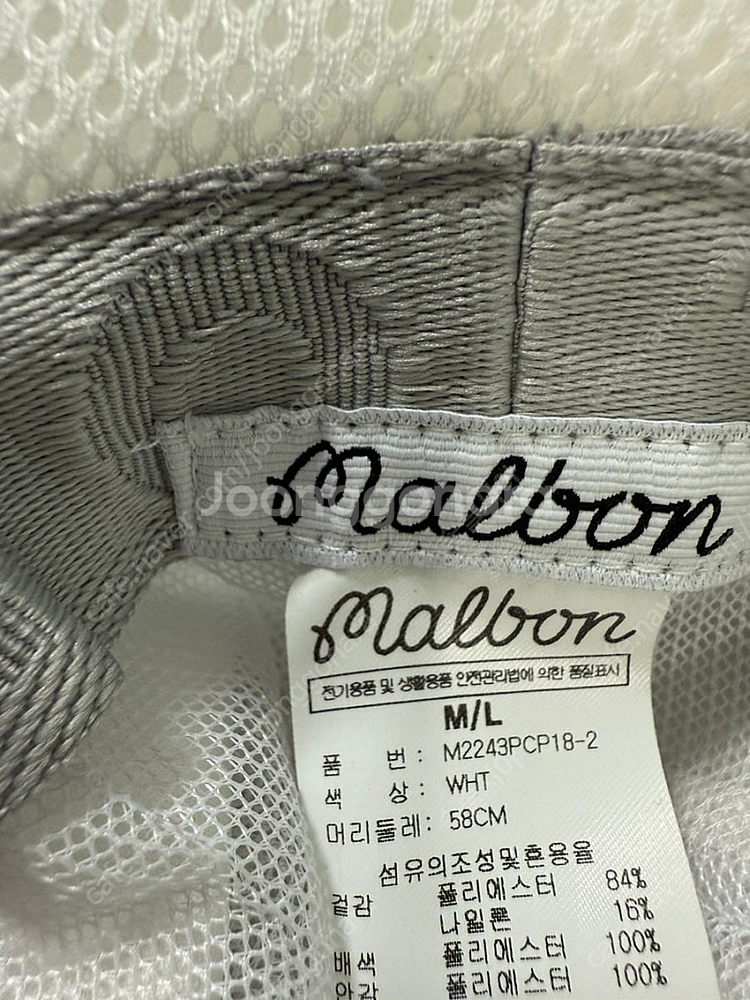 Malbon
Joonggonara
Malbon
전기용품 및 생활용품 안전관리법에 의한 품질표시
M/L
품 번 : M2243PCP18-2
색 상 : WHT
머리둘레: 58CM
섬유의조성및혼용율
겉감 폴리에스터 84%
나일론 16%
배색 폴리에스터 100%
안감 폴리에스터 100%